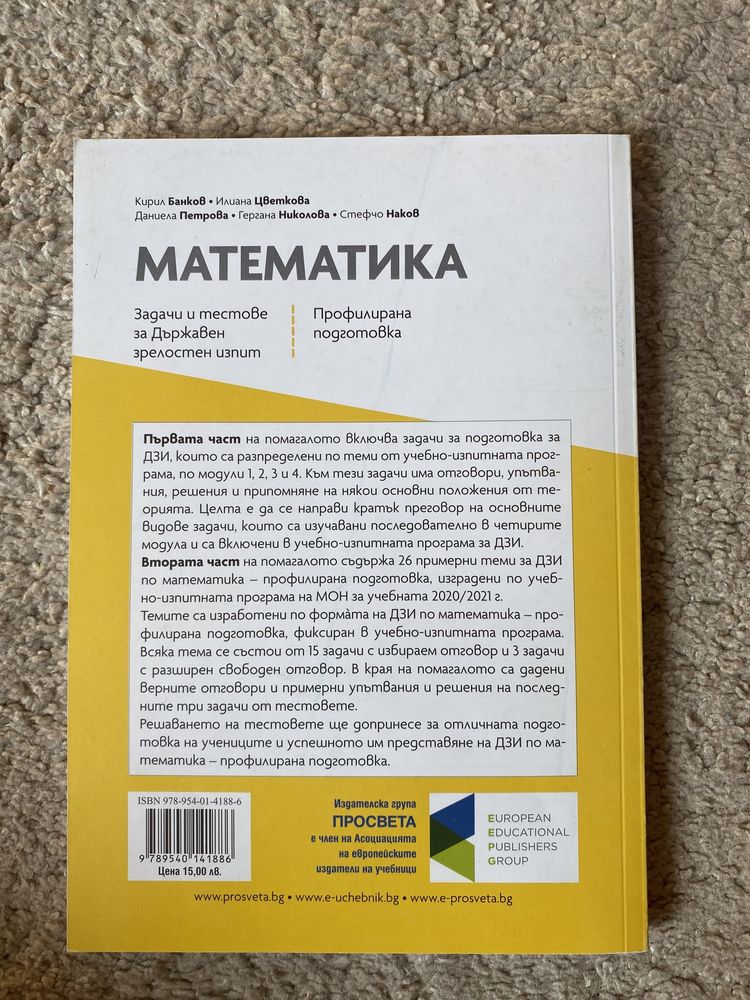 Кирил Банков • Илиана Цветкова
Даниела Петрова • Гергана Николова • Стефчо Наков
МАТЕМАТИКА
Задачи и тестове
за Държавен
зрелостен изпит
Профилирана
подготовка
Първата част на помагалото включва задачи за подготовка за
ДЗИ, които са разпределени по теми от учебно-изпитната прог-
рама, по модули 1, 2, 3 и 4. Към тези задачи има отговори, упътва-
ния, решения и припомняне на някои основни положения от те-
орията. Целта е да се направи кратък преговор на основните
видове задачи, които са изучавани последователно в четирите
модула и са включени в учебно-изпитната програма за ДЗИ.
Втората част на помагалото съдържа 26 примерни теми за ДЗИ
по математика – профилирана подготовка, изградени по учеб-
но-изпитната програма на МОН за учебната 2020/2021 г.
Темите са изработени по формàта на ДЗИ по математика – про-
филирана подготовка, фиксиран в учебно-изпитната програма.
Всяка тема се състои от 15 задачи с избираем отговор и 3 задачи
с разширен свободен отговор. В края на помагалото са дадени
верните отговори и примерни упътвания и решения на послед-
ните три задачи от тестовете.
Решаването на тестовете ще допринесе за отличната подго-
товка на учениците и успешното им представяне на ДЗИ по ма-
тематика – профилирана подготовка.
ISBN 978-954-01-4188-6
9 789540 141886
Цена 15,00 лв.
Издателска група
ПРОСВЕТА
е член на Асоциацията
на европейските
издатели на учебници
EUROPEAN
EDUCATIONAL
PUBLISHERS
GROUP
www.prosveta.bg • www.e-uchebnik.bg • www.e-prosveta.bg